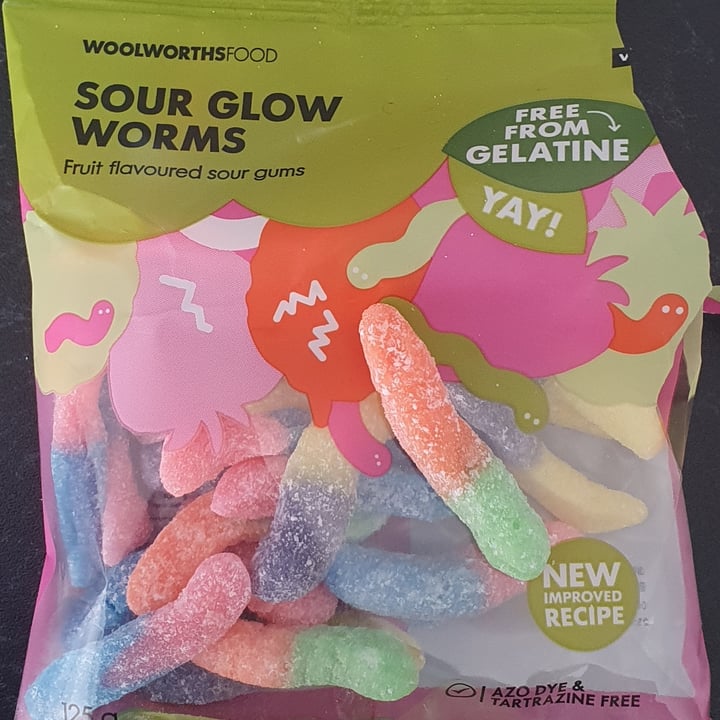 WOOLWORTHSFOOD
SOUR GLOW
WORMS
Fruit flavoured sour gums
FREE
FROM
GELATINE
YAY!
NEW
IMPROVED
RECIPE
125 g
AZO DYE &
TARTRAZINE FREE